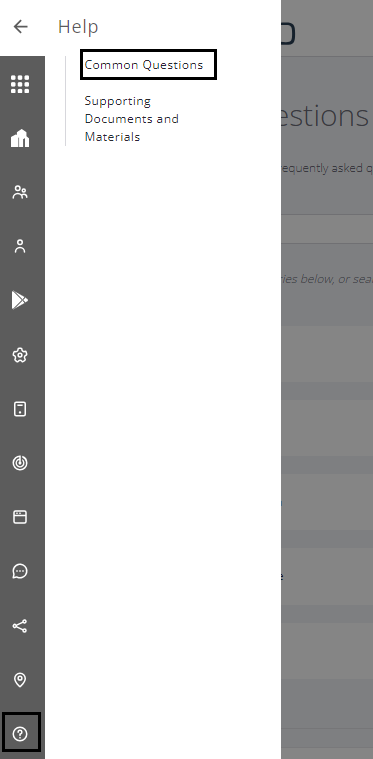 Help
Common Questions
Supporting
Documents and
Materials
estions
equently asked q
ries below, or sea